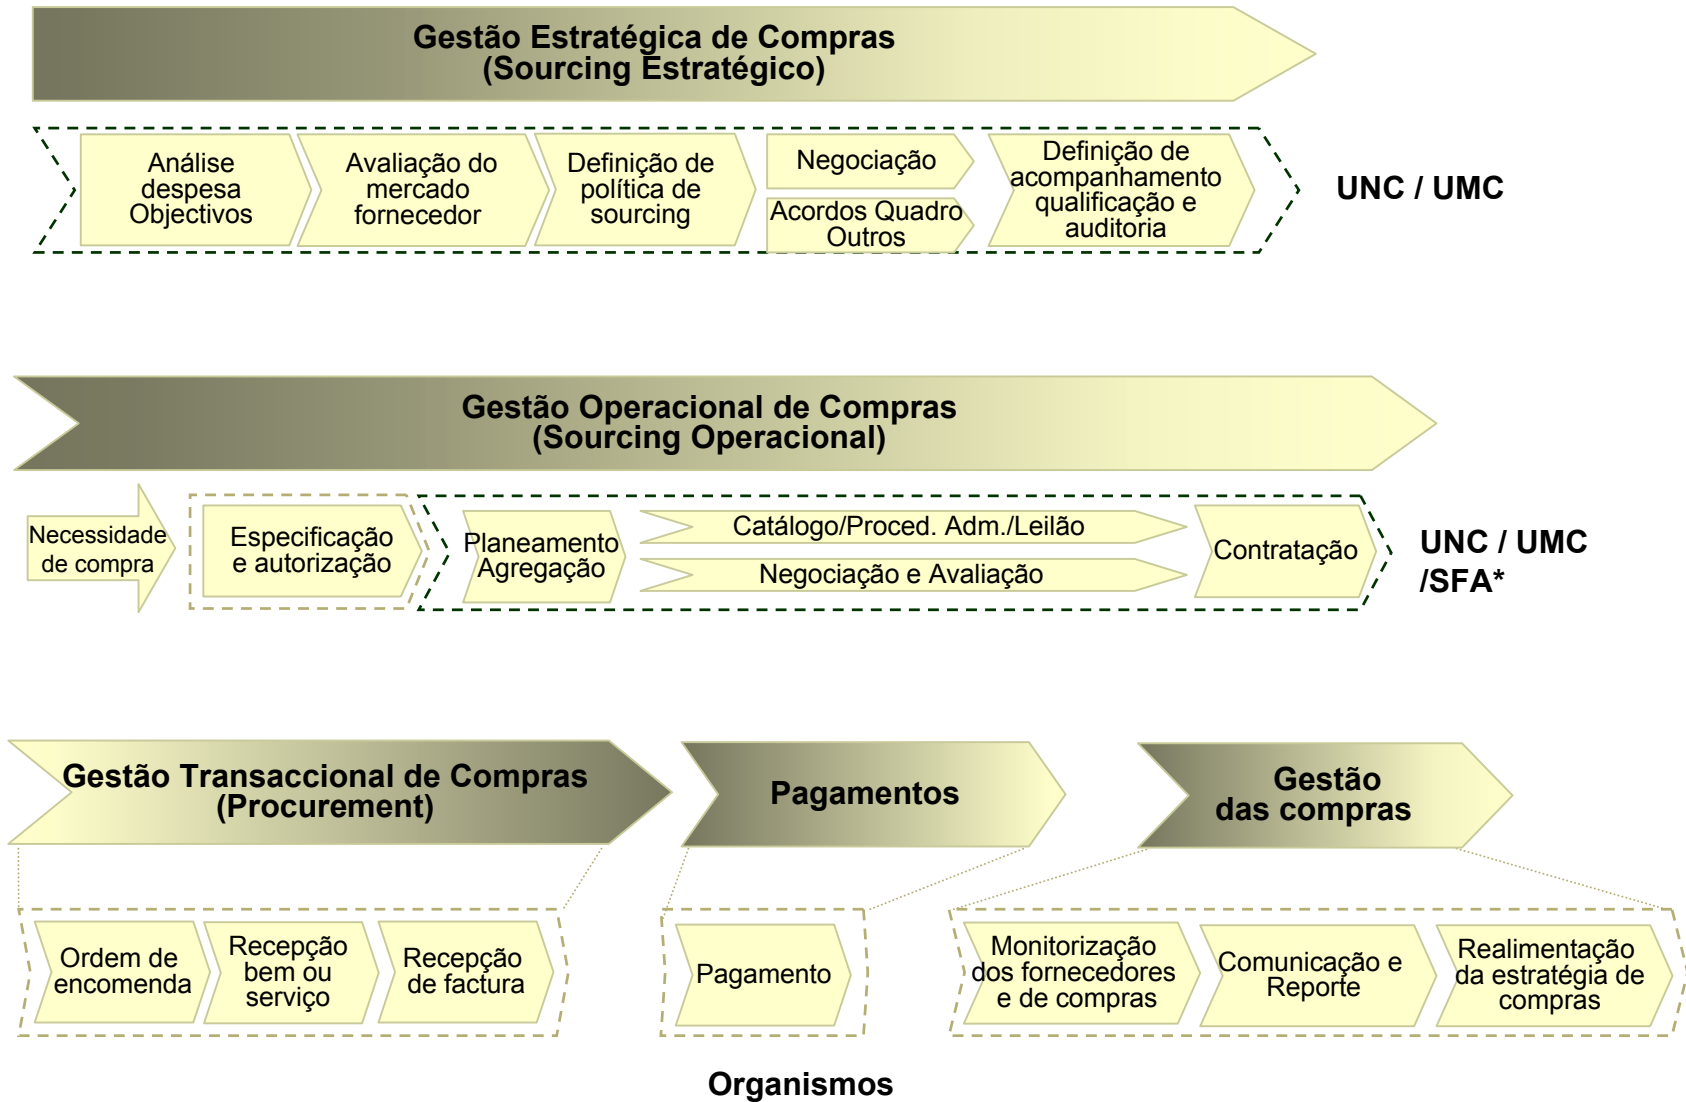 Gestão Estratégica de Compras
(Sourcing Estratégico)
Análise
despesa
Objectivos
Avaliação do
mercado
fornecedor
Definição de
política de
sourcing
Negociação
Acordos Quadro
Outros
Definição de
acompanhamento
qualificação e
auditoria
UNC / UMC
Gestão Operacional de Compras
(Sourcing Operacional)
Necessidade
de compra
Especificação
e autorização
Planeamento
Agregação
Catálogo/Proced. Adm./Leilão
Negociação e Avaliação
Contratação
UNC / UMC
/SFA*
Gestão Transaccional de Compras
(Procurement)
Pagamentos
Gestão
das compras
Ordem de
encomenda
Recepção
bem ou
serviço
Recepção
de factura
Pagamento
Monitorização
dos fornecedores
e de compras
Comunicação e
Reporte
Realimentação
da estratégia de
compras
Organismos